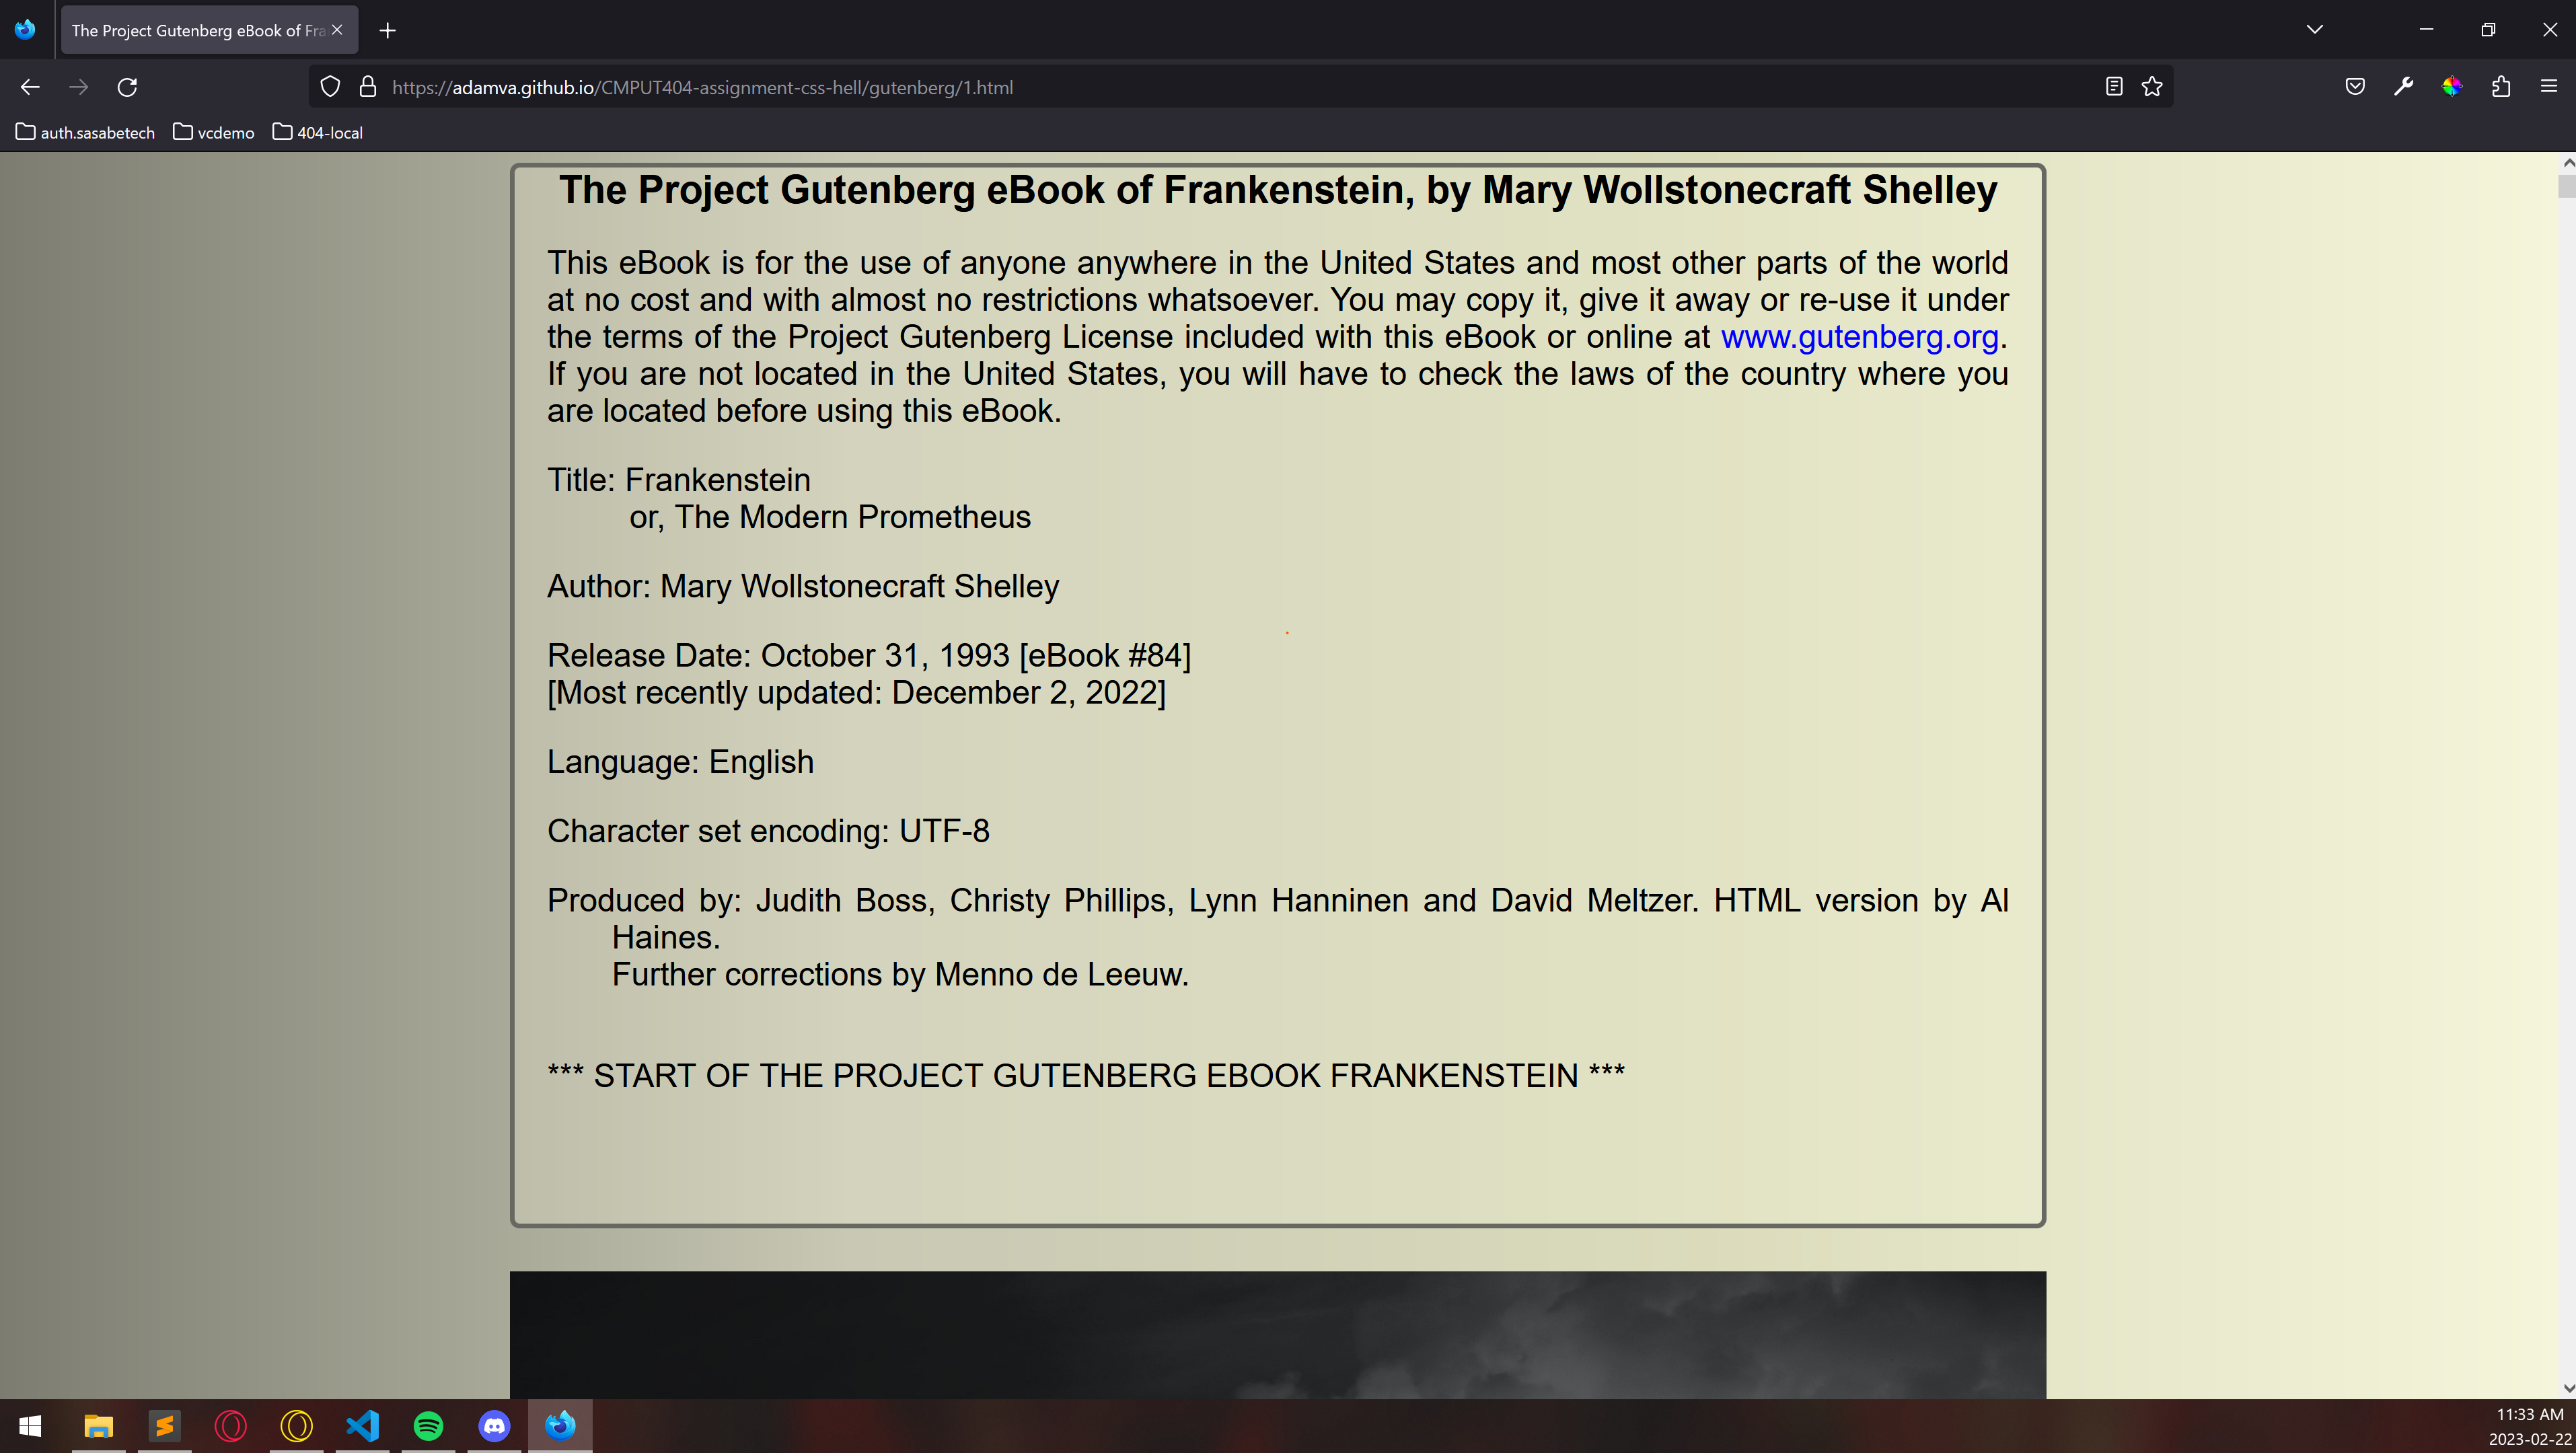 The Project Gutenberg eBook of Fra
https://adamva.github.io/CMPUT404-assignment-css-hell/gutenberg/1.html
auth.sasabetech vcdemo 404-local
The Project Gutenberg eBook of Frankenstein, by Mary Wollstonecraft Shelley
This eBook is for the use of anyone anywhere in the United States and most other parts of the world
at no cost and with almost no restrictions whatsoever. You may copy it, give it away or re-use it under
the terms of the Project Gutenberg License included with this eBook or online at www.gutenberg.org.
If you are not located in the United States, you will have to check the laws of the country where you
are located before using this eBook.
Title: Frankenstein
or, The Modern Prometheus
Author: Mary Wollstonecraft Shelley
Release Date: October 31, 1993 [eBook #84]
[Most recently updated: December 2, 2022]
Language: English
Character set encoding: UTF-8
Produced by: Judith Boss, Christy Phillips, Lynn Hanninen and David Meltzer. HTML version by Al
Haines.
Further corrections by Menno de Leeuw.
*** START OF THE PROJECT GUTENBERG EBOOK FRANKENSTEIN ***
11:33 AM
2023-02-22